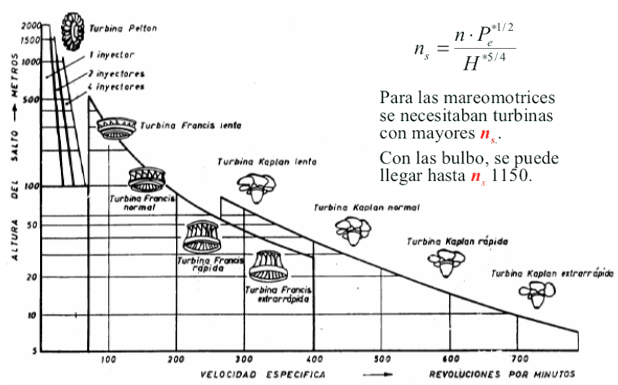 2000
1500
1000
500
100
50
20
10
5
ALTURA DEL SALTO → METROS
Turbina Pelton
1 inyector
2 inyectores
4 inyectores
Turbina Francis lenta
Turbina Francis
normal
Turbina Francis
rápida
Turbina Francis
extrarrápida
Turbina Kaplan lenta
Turbina Kaplan normal
Turbina Kaplan rápida
Turbina Kaplan extrarrápida
100 200 300 400 500 600 700
VELOCIDAD ESPECIFICA → REVOLUCIONES POR MINUTOS
n_s = n · P_e^{*1/2} / H^{*5/4}
Para las mareomotrices
se necesitaban turbinas
con mayores n_s.
Con las bulbo, se puede
llegar hasta n_s 1150.